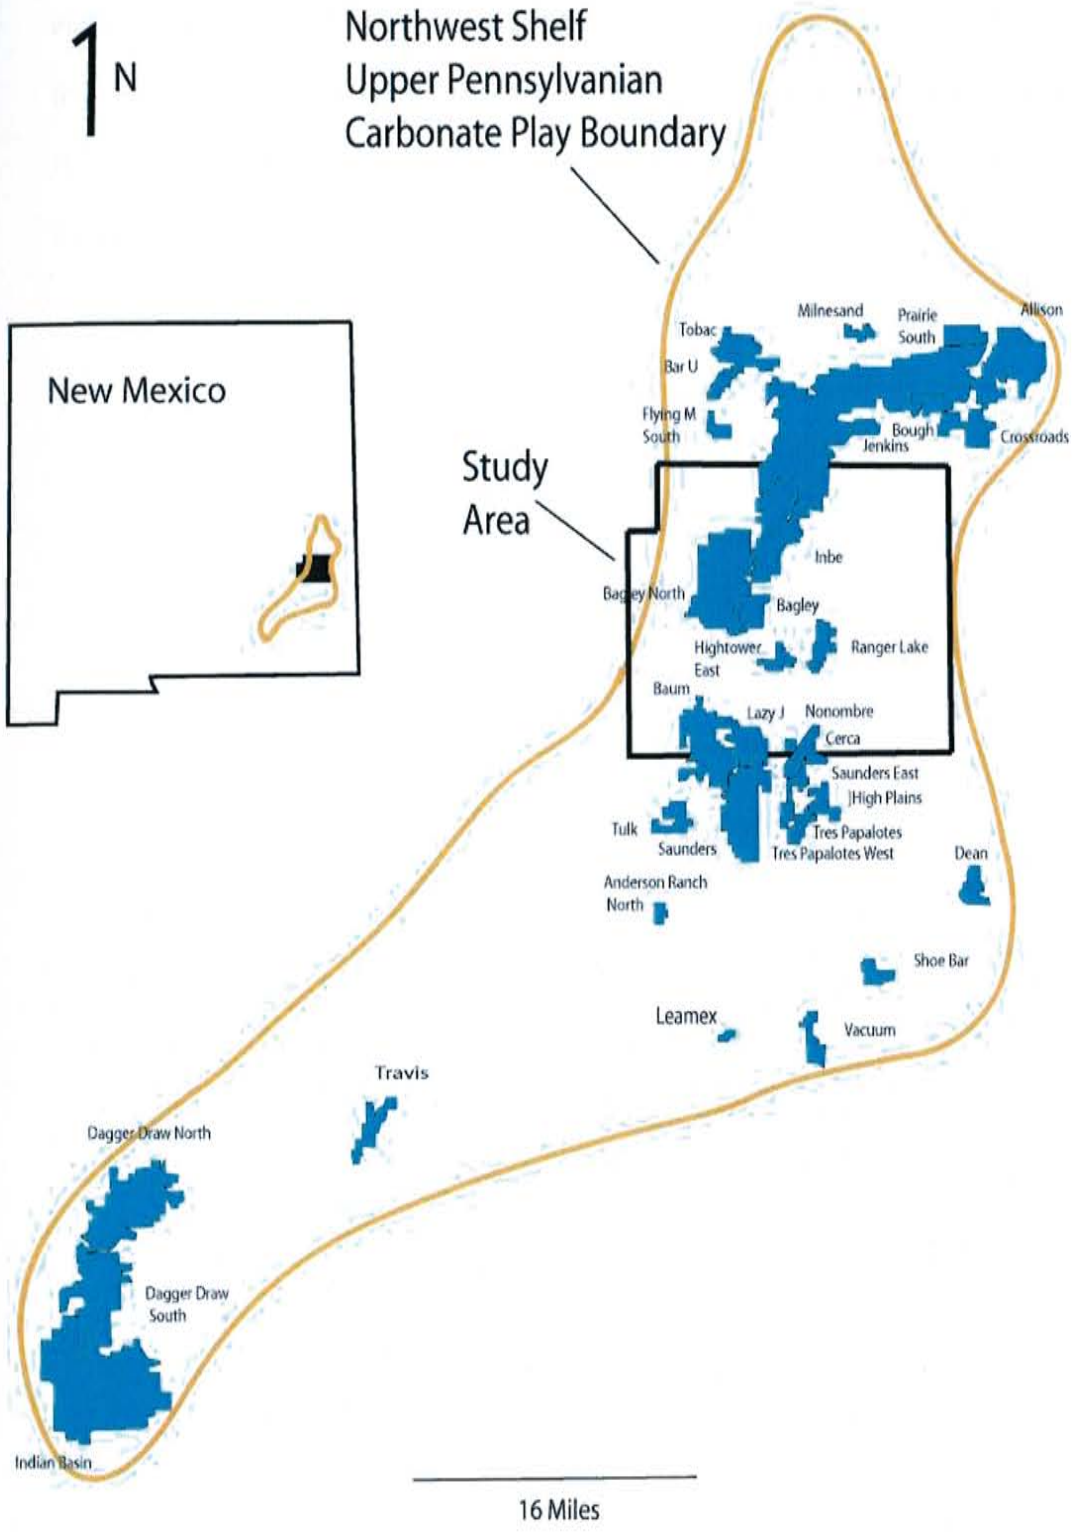 N
Northwest Shelf
Upper Pennsylvanian
Carbonate Play Boundary
New Mexico
Study
Area
Milnesand
Prairie
South
Allison
Tobac
Bar U
Flying M
South
Bough
Jenkins
Crossroads
Inbe
Bagley North
Bagley
Hightower
East
Ranger Lake
Baum
Lazy J
Nonombre
Cerca
Saunders East
High Plains
Tulk
Tres Papalotes
Saunders
Tres Papalotes West
Dean
Anderson Ranch
North
Shoe Bar
Leamex
Vacuum
Travis
Dagger Draw North
Dagger Draw
South
Indian Basin
16 Miles